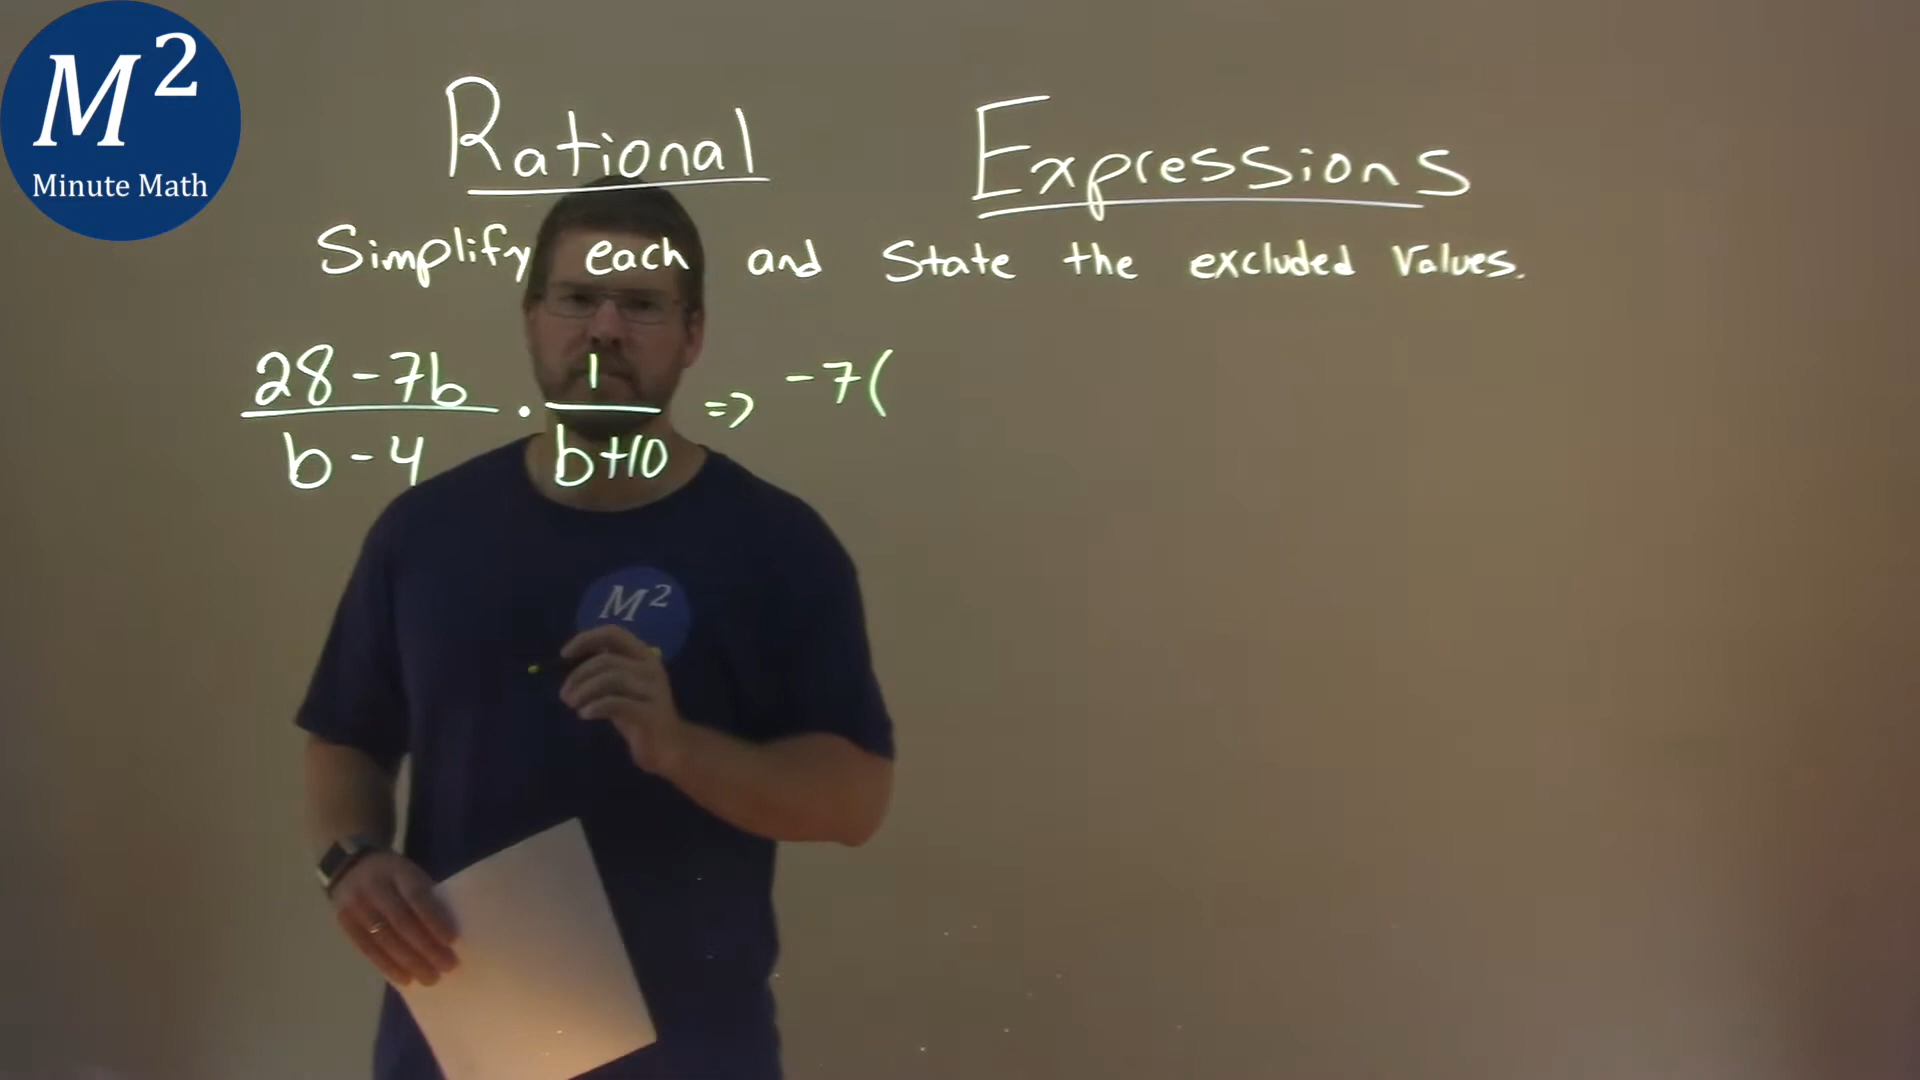 M²
Minute Math
Rational Expressions
Simplify each and State the excluded Values.
28-7b / b-4 · 1 / b+10 => -7(
M²